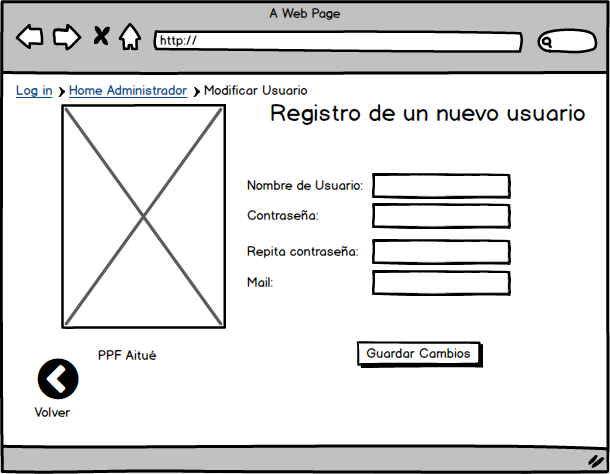 A Web Page
http://
Log in Home Administrador Modificar Usuario
Registro de un nuevo usuario
Nombre de Usuario:
Contraseña:
Repita contraseña:
Mail:
PPF Aitué
Guardar Cambios
Volver